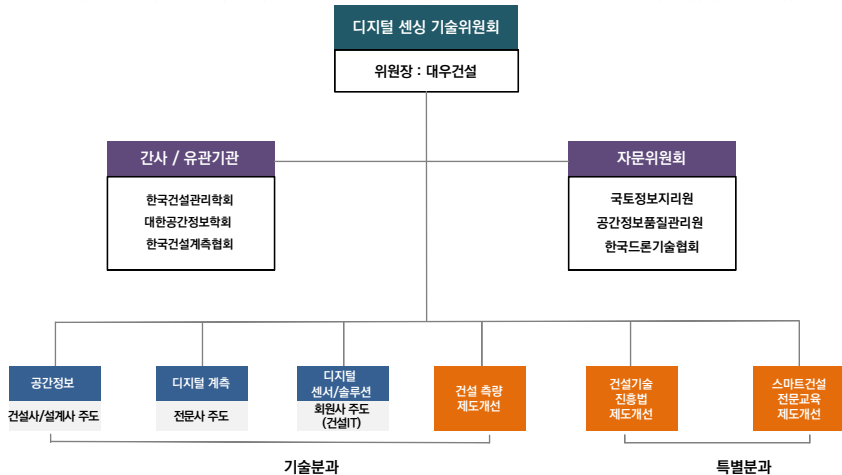 디지털 센싱 기술위원회
위원장 : 대우건설
간사 / 유관기관
한국건설관리학회
대한공간정보학회
한국건설계측협회
자문위원회
국토정보지리원
공간정보품질관리원
한국드론기술협회
공간정보
건설사/설계사 주도
디지털 계측
전문사 주도
디지털
센서/솔루션
회원사 주도
(건설IT)
건설 측량
제도개선
건설기술
진흥법
제도개선
스마트건설
전문교육
제도개선
기술분과
특별분과